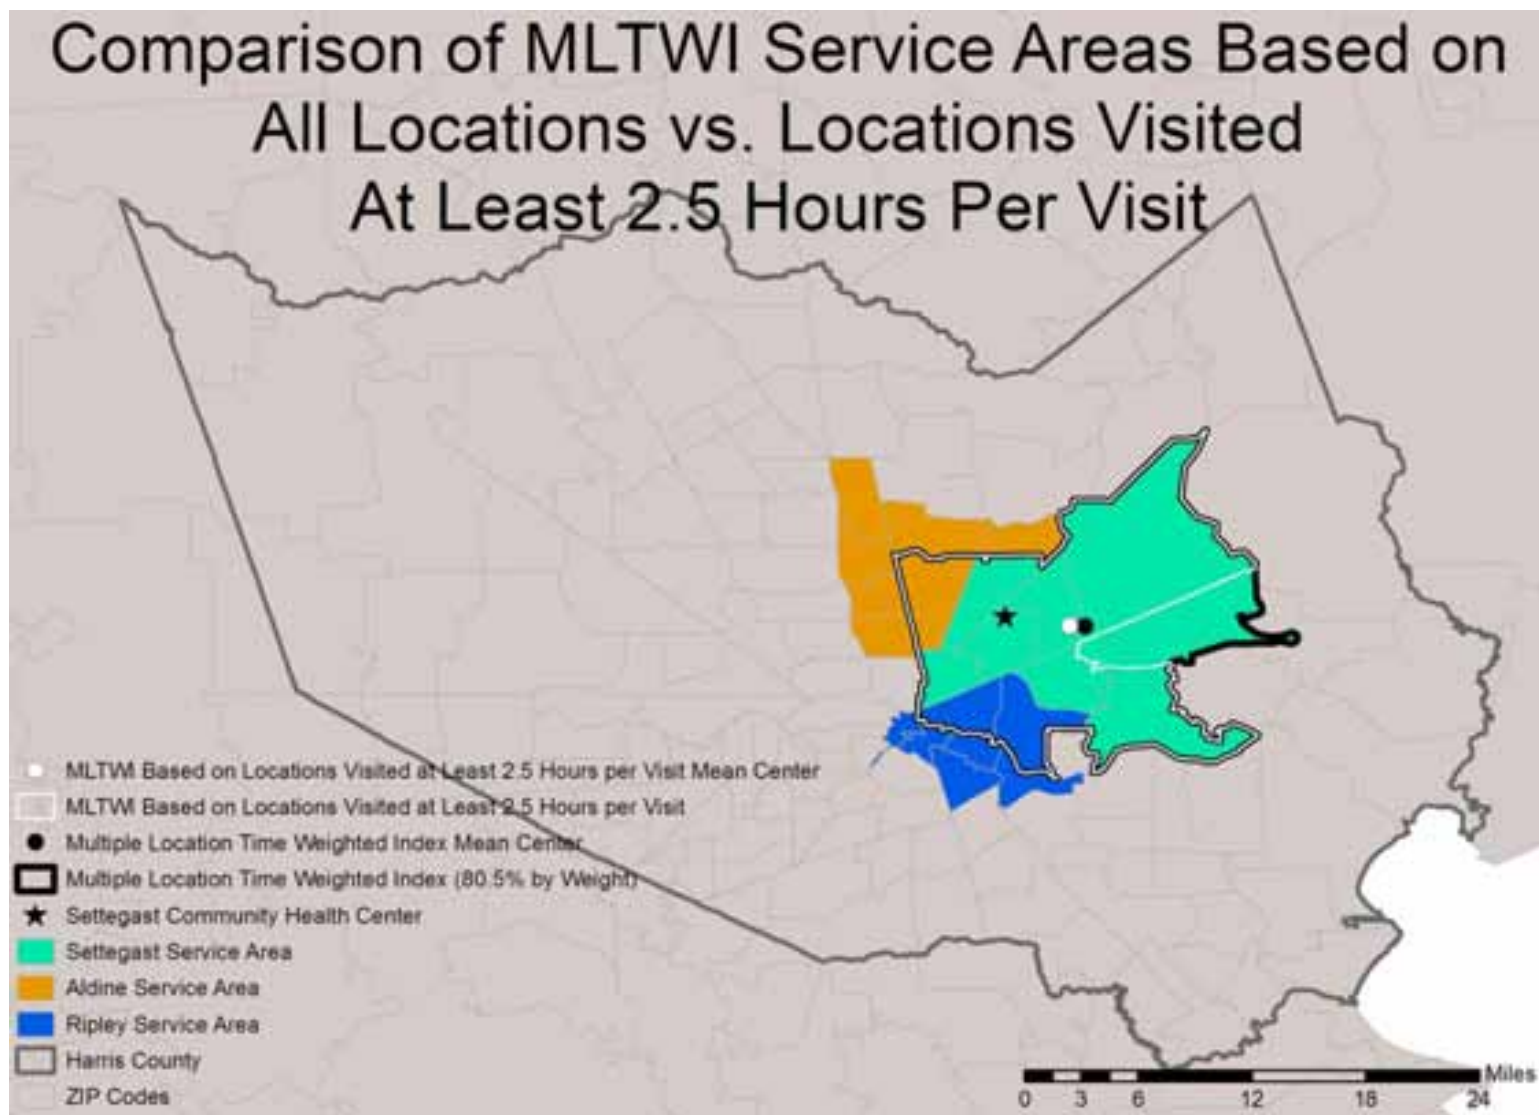 Comparison of MLTWI Service Areas Based on
All Locations vs. Locations Visited
At Least 2.5 Hours Per Visit
MLTWI Based on Locations Visited at Least 2.5 Hours per Visit Mean Center
MLTWI Based on Locations Visited at Least 2.5 Hours per Visit
Multiple Location Time Weighted Index Mean Center
Multiple Location Time Weighted Index (80.5% by Weight)
Settegast Community Health Center
Settegast Service Area
Aldine Service Area
Ripley Service Area
Harris County
ZIP Codes
Miles
0 3 6 12 18 24